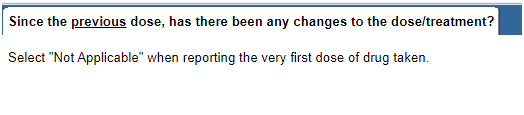 Since the previous dose, has there been any changes to the dose/treatment?
Select "Not Applicable" when reporting the very first dose of drug taken.